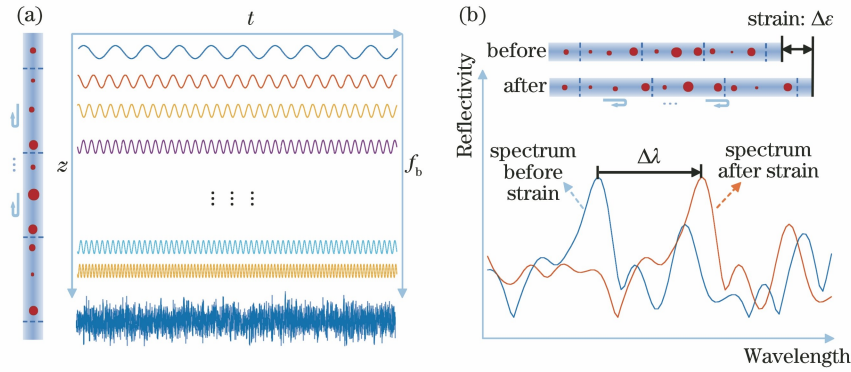 (a)
t
z
f_b
(b)
strain: Δε
before
after
Reflectivity
spectrum
before
strain
Δλ
spectrum
after strain
Wavelength